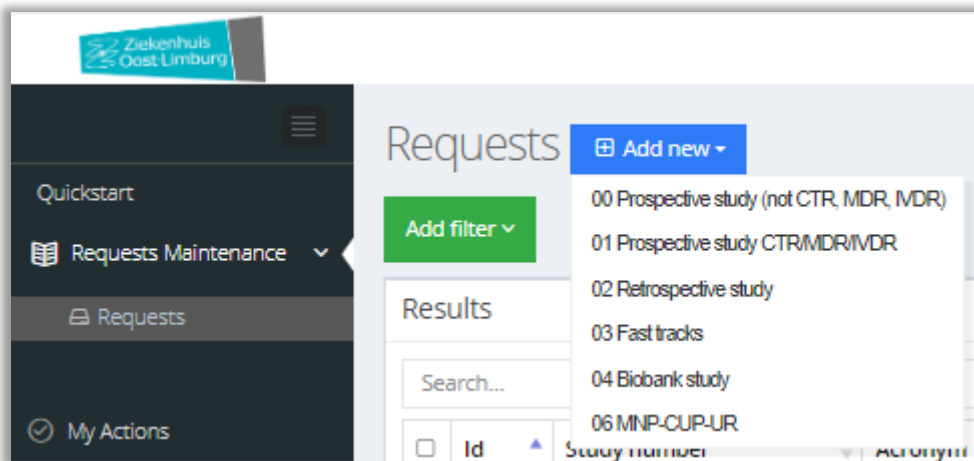 Ziekenhuis
Oost-Limburg
Requests
Add new
Quickstart
00 Prospective study (not CTR, MDR, IVDR)
Add filter
01 Prospective study CTR/MDR/IVDR
Requests Maintenance
02 Retrospective study
Results
Requests
03 Fast tracks
Search...
04 Biobank study
06 MNP-CUP-UR
My Actions
Id
Study number
Acronym